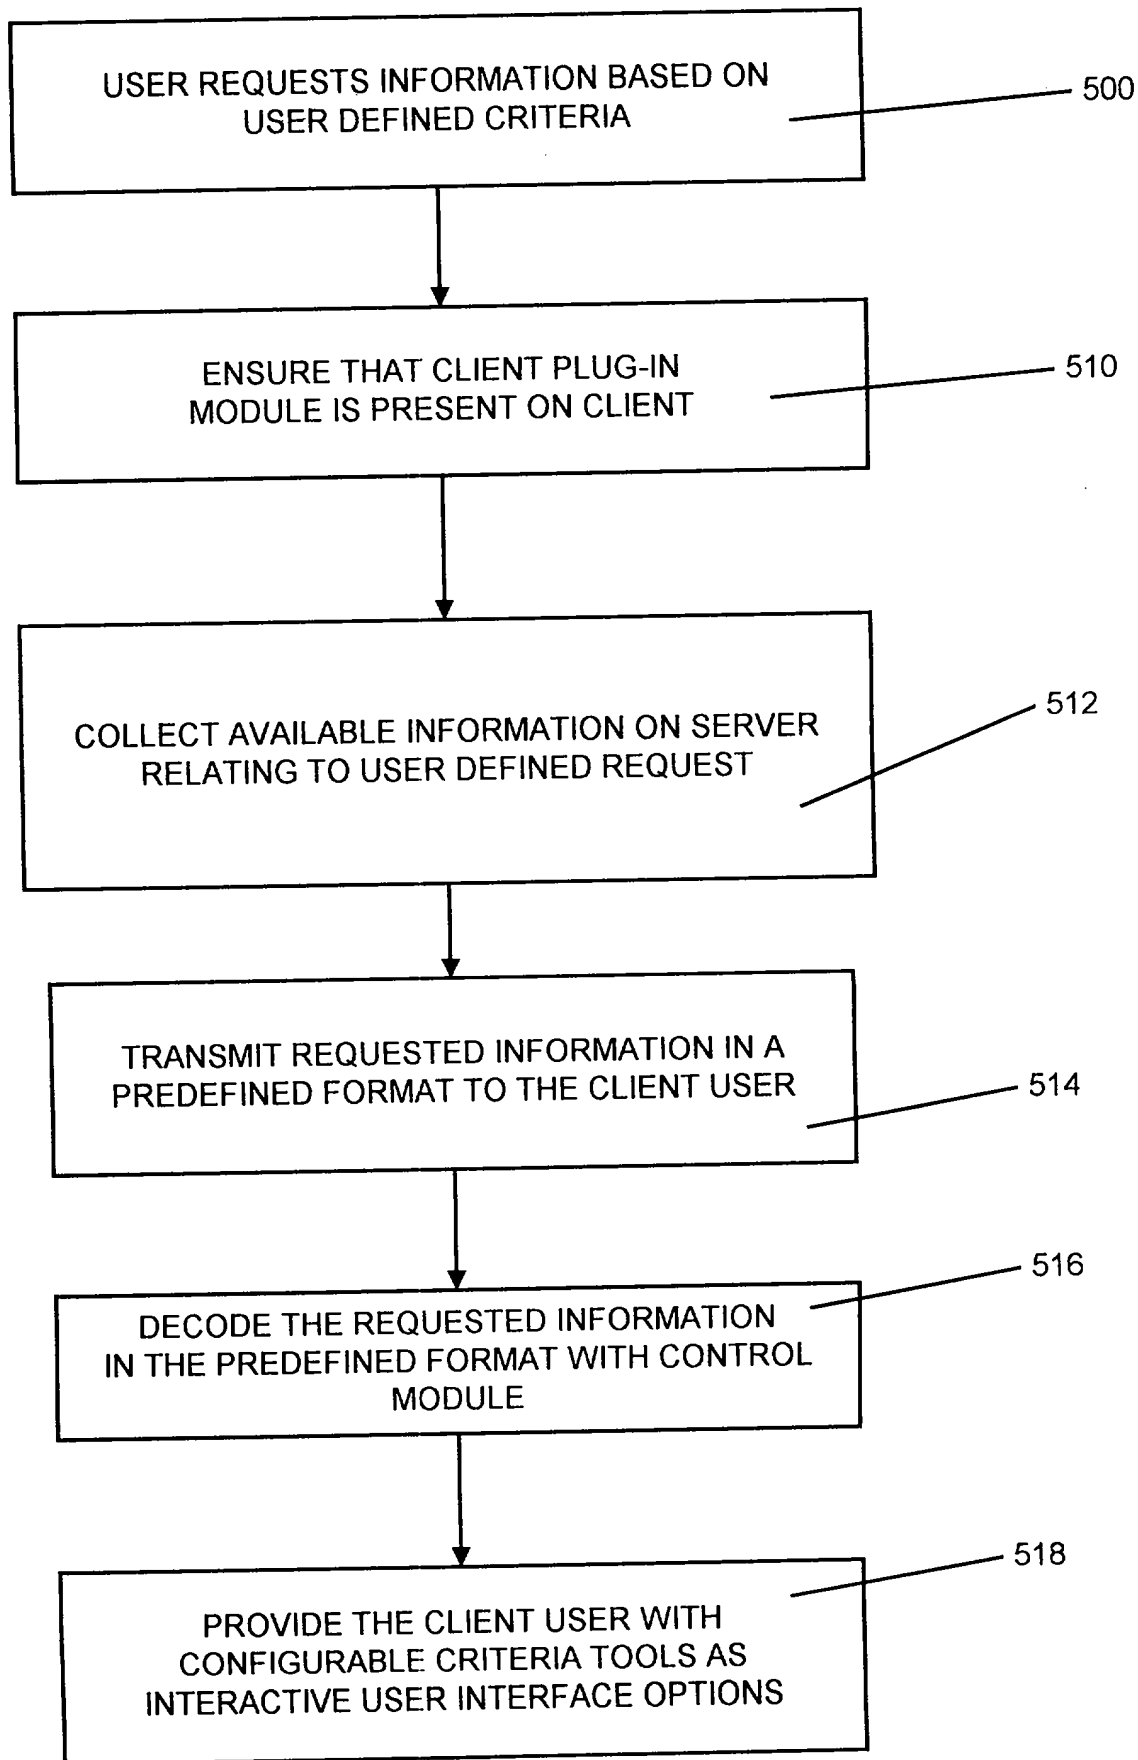 USER REQUESTS INFORMATION BASED ON
USER DEFINED CRITERIA
500
ENSURE THAT CLIENT PLUG-IN
MODULE IS PRESENT ON CLIENT
510
COLLECT AVAILABLE INFORMATION ON SERVER
RELATING TO USER DEFINED REQUEST
512
TRANSMIT REQUESTED INFORMATION IN A
PREDEFINED FORMAT TO THE CLIENT USER
514
DECODE THE REQUESTED INFORMATION
IN THE PREDEFINED FORMAT WITH CONTROL
MODULE
516
PROVIDE THE CLIENT USER WITH
CONFIGURABLE CRITERIA TOOLS AS
INTERACTIVE USER INTERFACE OPTIONS
518